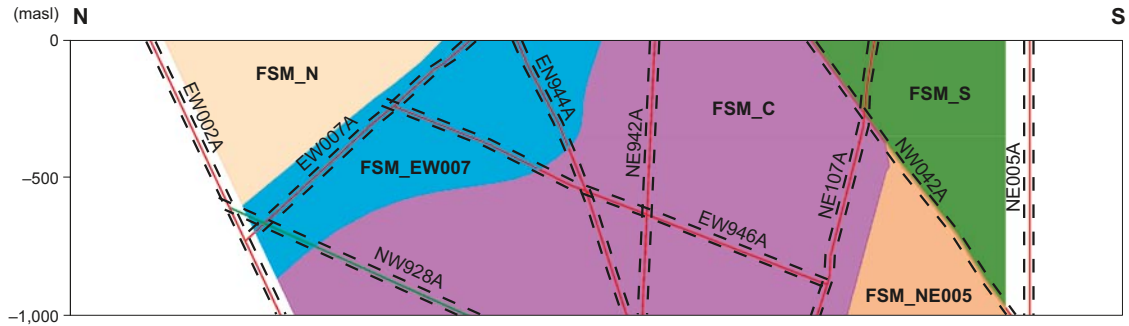 (masl) N S
0
FSM_N
EW002A
EW007A
FSM_EW007
EN944A
NE942A
FSM_C
NE107A
FSM_S
NW042A
NE005A
–500
EW946A
NW928A
FSM_NE005
–1,000